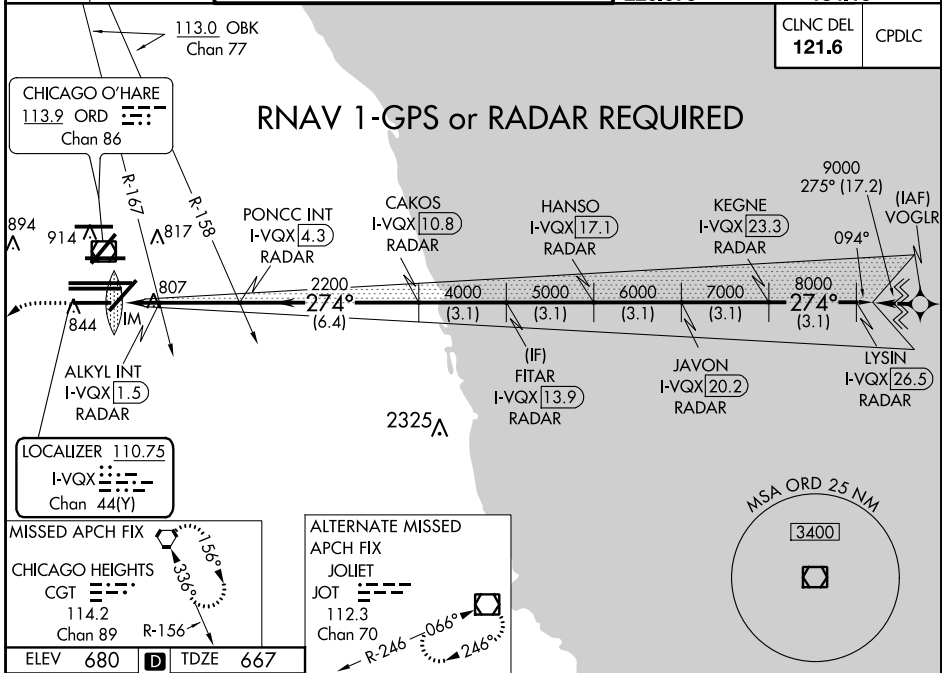 113.0 OBK
Chan 77
CLNC DEL
121.6
CPDLC
CHICAGO O'HARE
113.9 ORD
Chan 86
RNAV 1-GPS or RADAR REQUIRED
R-167
R-158
894
914
817
807
844
IM
PONCC INT
I-VQX 4.3
RADAR
CAKOS
I-VQX 10.8
RADAR
HANSO
I-VQX 17.1
RADAR
KEGNE
I-VQX 23.3
RADAR
9000
275° (17.2)
(IAF)
VOGLR
094°
2200
274°
(6.4)
4000
(3.1)
5000
(3.1)
6000
(3.1)
7000
(3.1)
8000
274°
(3.1)
ALKYL INT
I-VQX 1.5
RADAR
(IF)
FITAR
I-VQX 13.9
RADAR
JAVON
I-VQX 20.2
RADAR
LYSIN
I-VQX 26.5
RADAR
2325
LOCALIZER 110.75
I-VQX
Chan 44(Y)
MISSED APCH FIX
CHICAGO HEIGHTS
CGT
114.2
Chan 89
R-156
336°
156°
ALTERNATE MISSED
APCH FIX
JOLIET
JOT
112.3
Chan 70
R-246
066°
246°
MSA ORD 25 NM
3400
ELEV 680 D TDZE 667